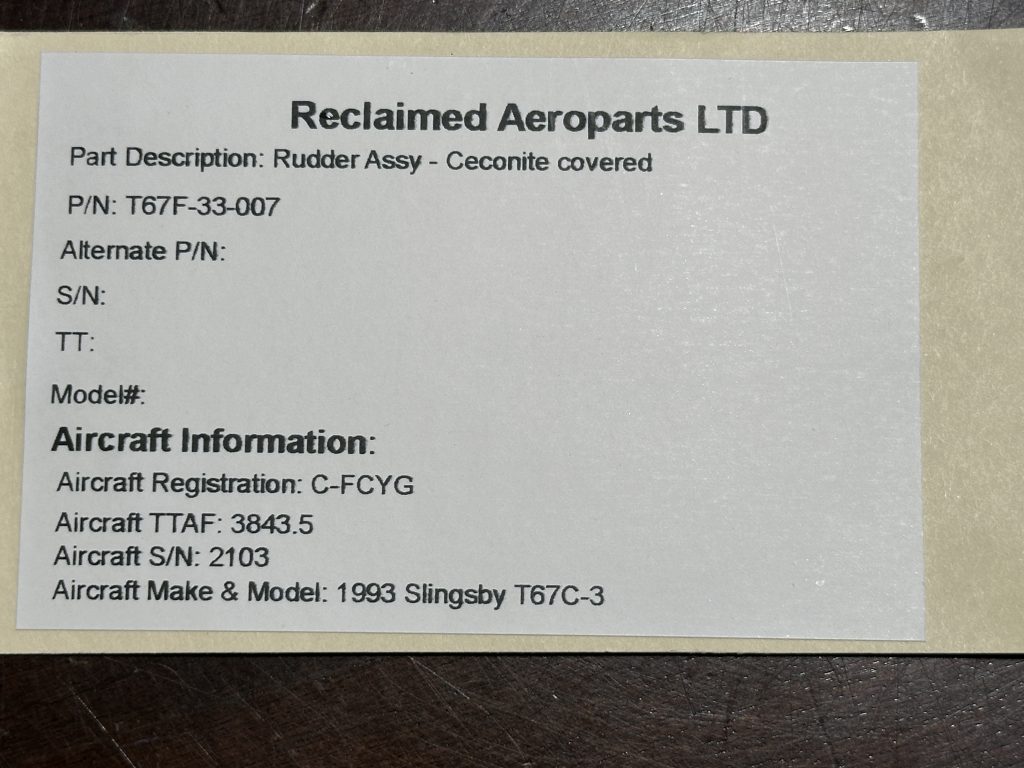 Reclaimed Aeroparts LTD
Part Description: Rudder Assy - Ceconite covered
P/N: T67F-33-007
Alternate P/N:
S/N:
TT:
Model#:
Aircraft Information:
Aircraft Registration: C-FCYG
Aircraft TTAF: 3843.5
Aircraft S/N: 2103
Aircraft Make & Model: 1993 Slingsby T67C-3